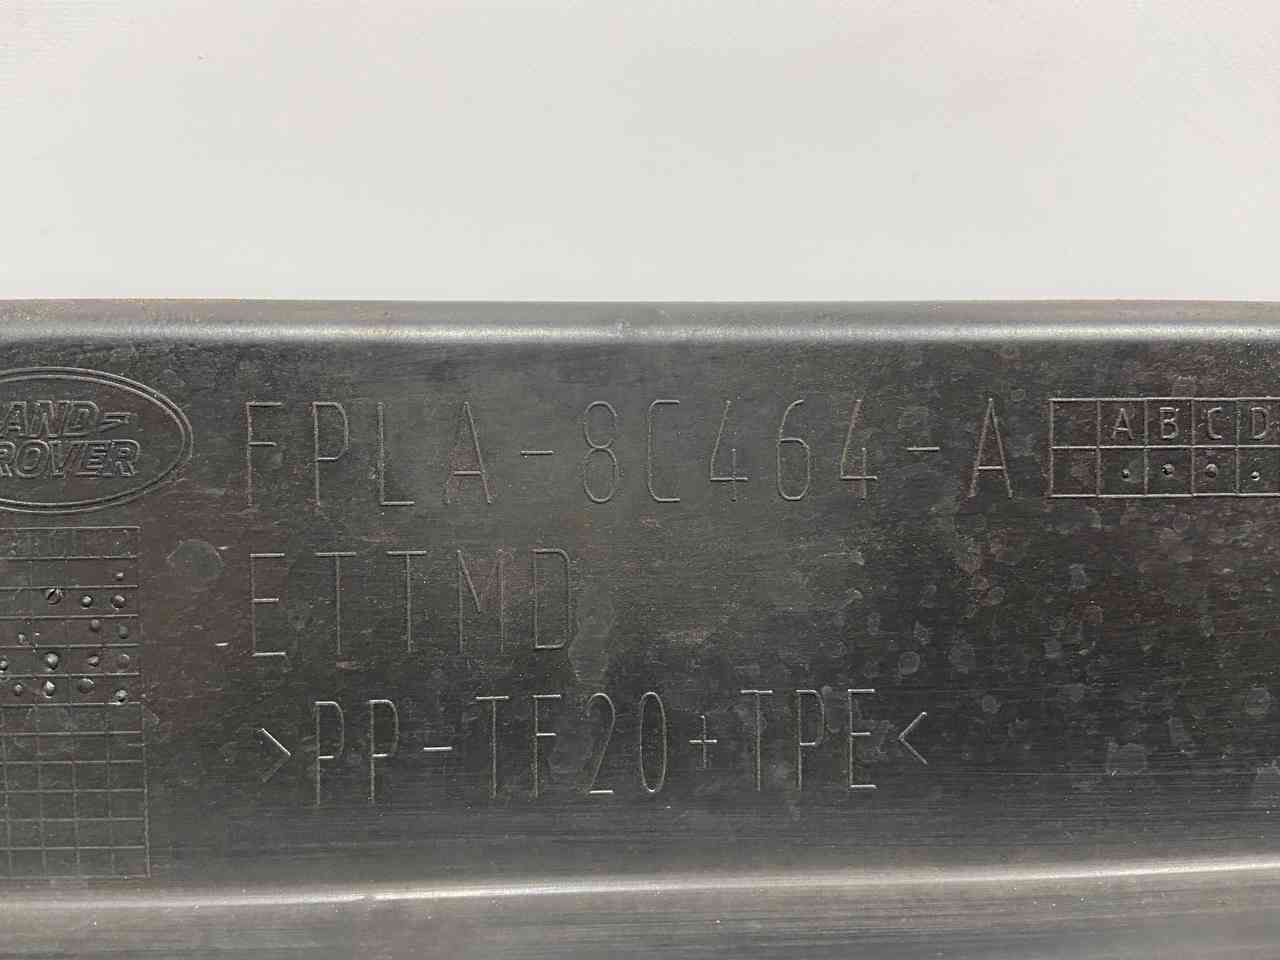 LAND-
ROVER
FPLA-8C464-A
A B C D
ETTMD
>PP-TF20+TPE<